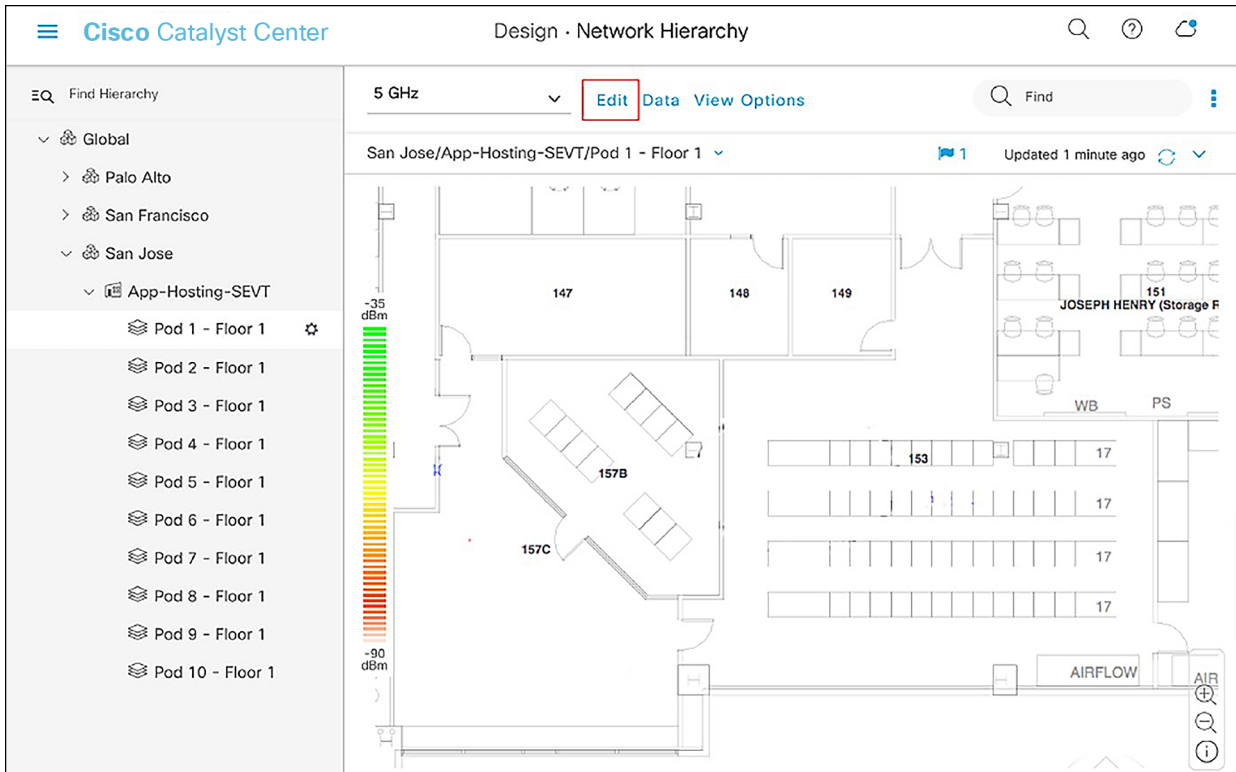 Cisco Catalyst Center
Design · Network Hierarchy
Find Hierarchy
Global
Palo Alto
San Francisco
San Jose
App-Hosting-SEVT
Pod 1 - Floor 1
Pod 2 - Floor 1
Pod 3 - Floor 1
Pod 4 - Floor 1
Pod 5 - Floor 1
Pod 6 - Floor 1
Pod 7 - Floor 1
Pod 8 - Floor 1
Pod 9 - Floor 1
Pod 10 - Floor 1
5 GHz Edit Data View Options Find
San Jose/App-Hosting-SEVT/Pod 1 - Floor 1 1 Updated 1 minute ago
-35
dBm
-90
dBm
147 148 149 151
JOSEPH HENRY (Storage R
WB PS
153 17
157B
17
157C 17
17
AIRFLOW AIR